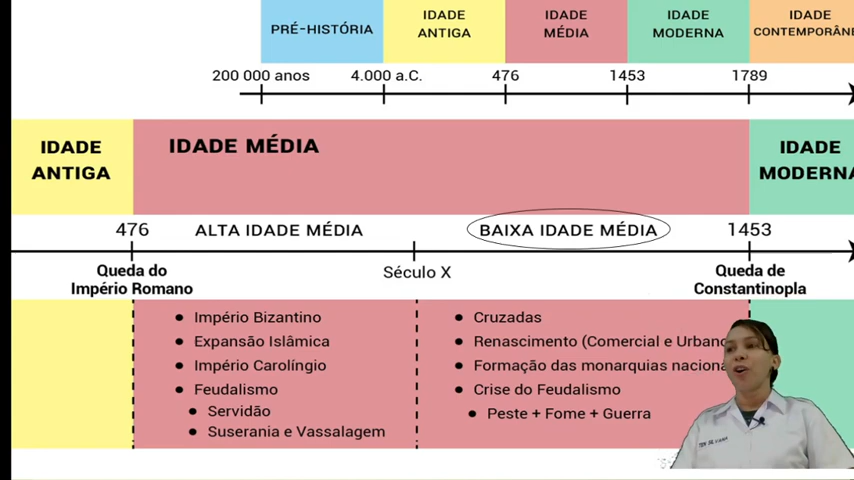 PRÉ-HISTÓRIA
IDADE
ANTIGA
IDADE
MÉDIA
IDADE
MODERNA
IDADE
CONTEMPORÂNE
200 000 anos
4.000 a.C.
476
1453
1789
IDADE
ANTIGA
IDADE MÉDIA
IDADE
MODERNA
476
ALTA IDADE MÉDIA
BAIXA IDADE MÉDIA
1453
Queda do
Império Romano
Século X
Queda de
Constantinopla
Império Bizantino
Expansão Islâmica
Império Carolíngio
Feudalismo
Servidão
Suserania e Vassalagem
Cruzadas
Renascimento (Comercial e Urbano
Formação das monarquias naciona
Crise do Feudalismo
Peste + Fome + Guerra
TEN SILVANA